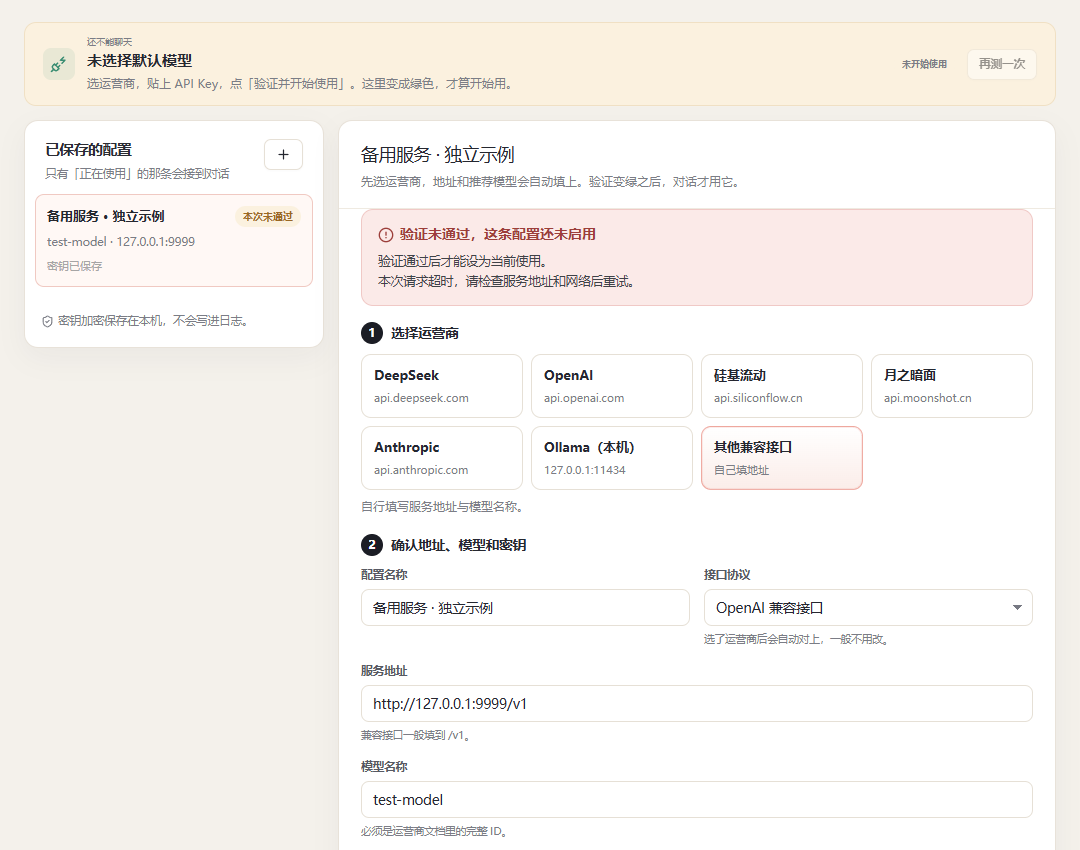 还不能聊天
未选择默认模型
选运营商，贴上 API Key，点「验证并开始使用」。这里变成绿色，才算开始用。
未开始使用
再测一次
已保存的配置
只有「正在使用」的那条会接到对话
+
备用服务 • 独立示例
本次未通过
test-model · 127.0.0.1:9999
密钥已保存
密钥加密保存在本机，不会写进日志。
备用服务 · 独立示例
先选运营商，地址和推荐模型会自动填上。验证变绿之后，对话才用它。
验证未通过，这条配置还未启用
验证通过后才能设为当前使用。
本次请求超时，请检查服务地址和网络后重试。
1 选择运营商
DeepSeek
api.deepseek.com
OpenAI
api.openai.com
硅基流动
api.siliconflow.cn
月之暗面
api.moonshot.cn
Anthropic
api.anthropic.com
Ollama（本机）
127.0.0.1:11434
其他兼容接口
自己填地址
自行填写服务地址与模型名称。
2 确认地址、模型和密钥
配置名称
备用服务 · 独立示例
接口协议
OpenAI 兼容接口
选了运营商后会自动对上，一般不用改。
服务地址
http://127.0.0.1:9999/v1
兼容接口一般填到 /v1。
模型名称
test-model
必须是运营商文档里的完整 ID。